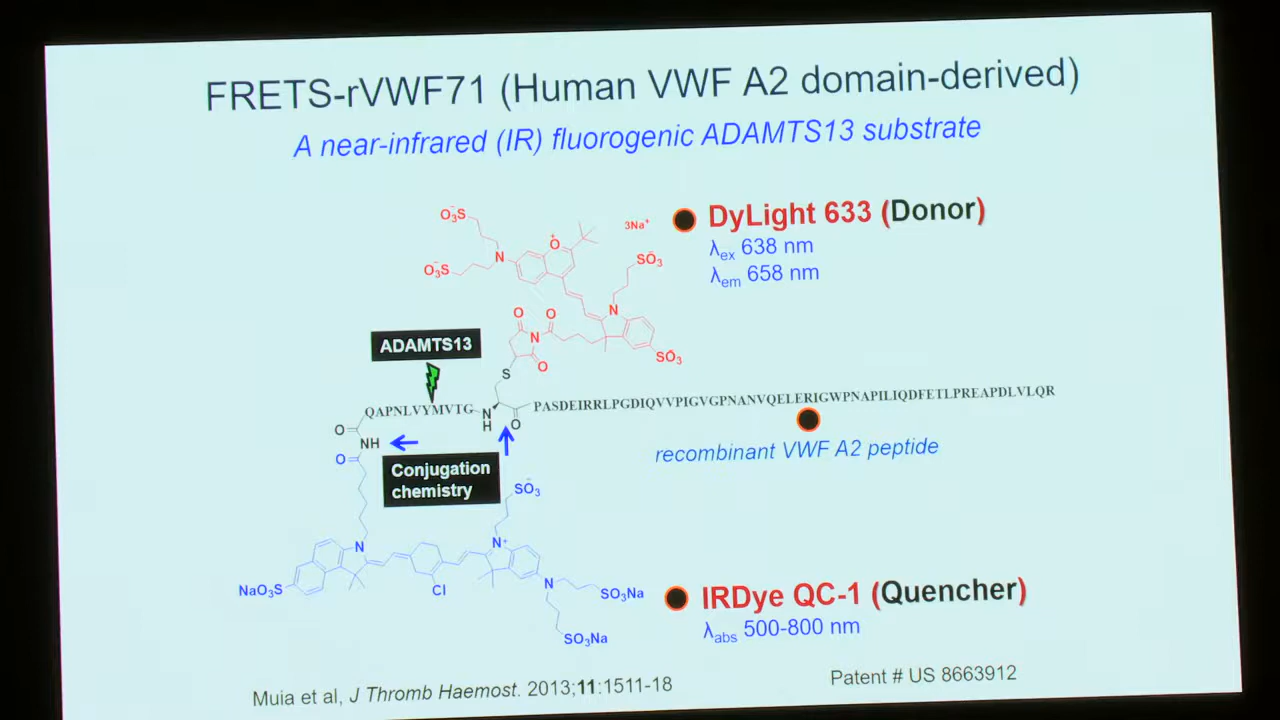 FRETS-rVWF71 (Human VWF A2 domain-derived)
A near-infrared (IR) fluorogenic ADAMTS13 substrate
O₃S̄
3Na⁺
DyLight 633 (Donor)
λex 638 nm
λem 658 nm
O₃S̄
N
O⁺
SŌ₃
N
O
O
N
O
SŌ₃
ADAMTS13
S
QAPNLVYMVTG
N
H
O
PASDEIRRLPGDIQVVPIGVGPNANVQELERIGWPNAPILIQDFETLPREAPDLVLQR
O
NH
O
Conjugation
chemistry
recombinant VWF A2 peptide
SŌ₃
N
N⁺
NaO₃S
Cl
N
SO₃Na
SO₃Na
IRDye QC-1 (Quencher)
λabs 500-800 nm
Muia et al, J Thromb Haemost. 2013;11:1511-18
Patent # US 8663912